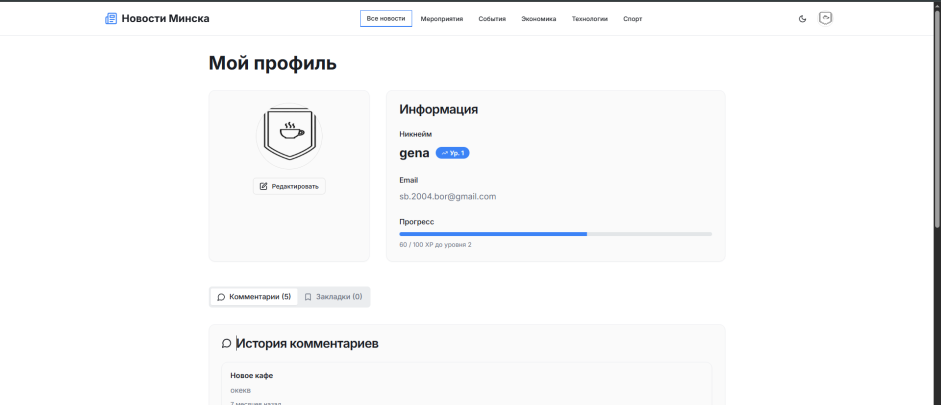 Новости Минска
Все новости Мероприятия События Экономика Технологии Спорт
Мой профиль
Редактировать
Информация
Никнейм
gena Ур. 1
Email
sb.2004.bor@gmail.com
Прогресс
60 / 100 XP до уровня 2
Комментарии (5) Закладки (0)
История комментариев
Новое кафе
окекв
7 месяцев назад